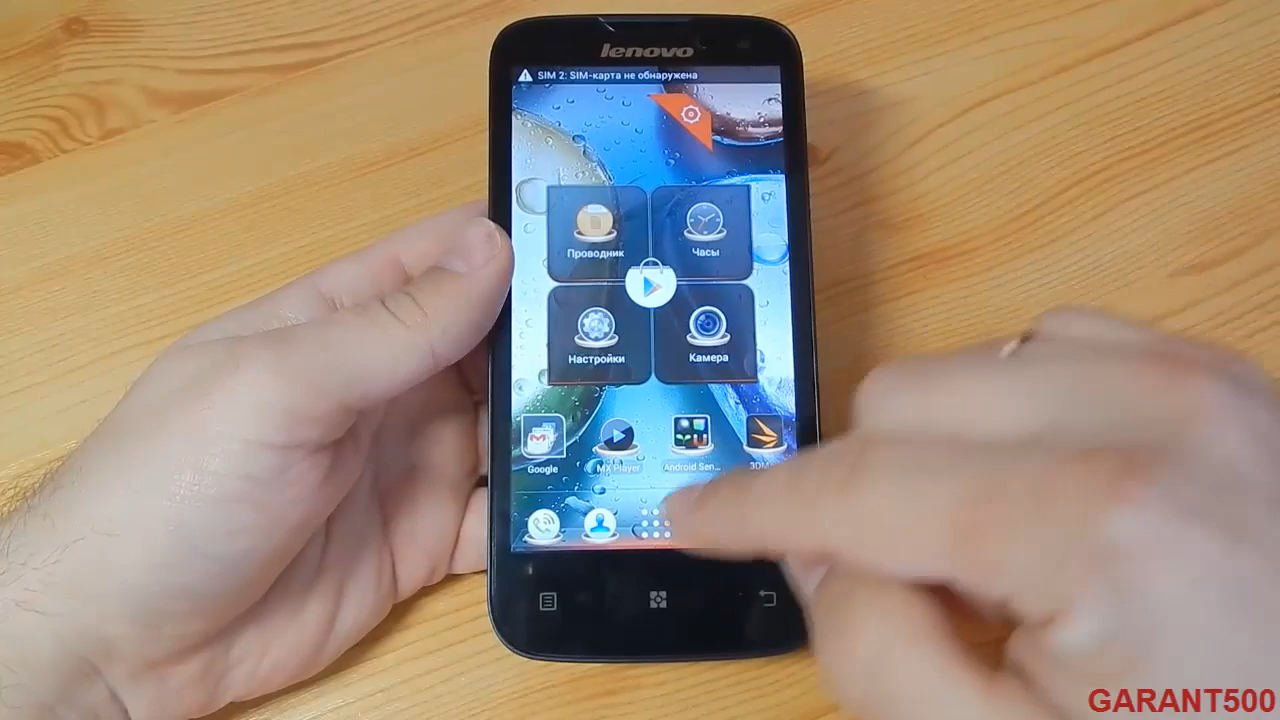 lenovo
SIM 2: SIM-карта не обнаружена
Проводник
Часы
Настройки
Камера
Google
MX Player
Android Sen...
3DM
GARANT500